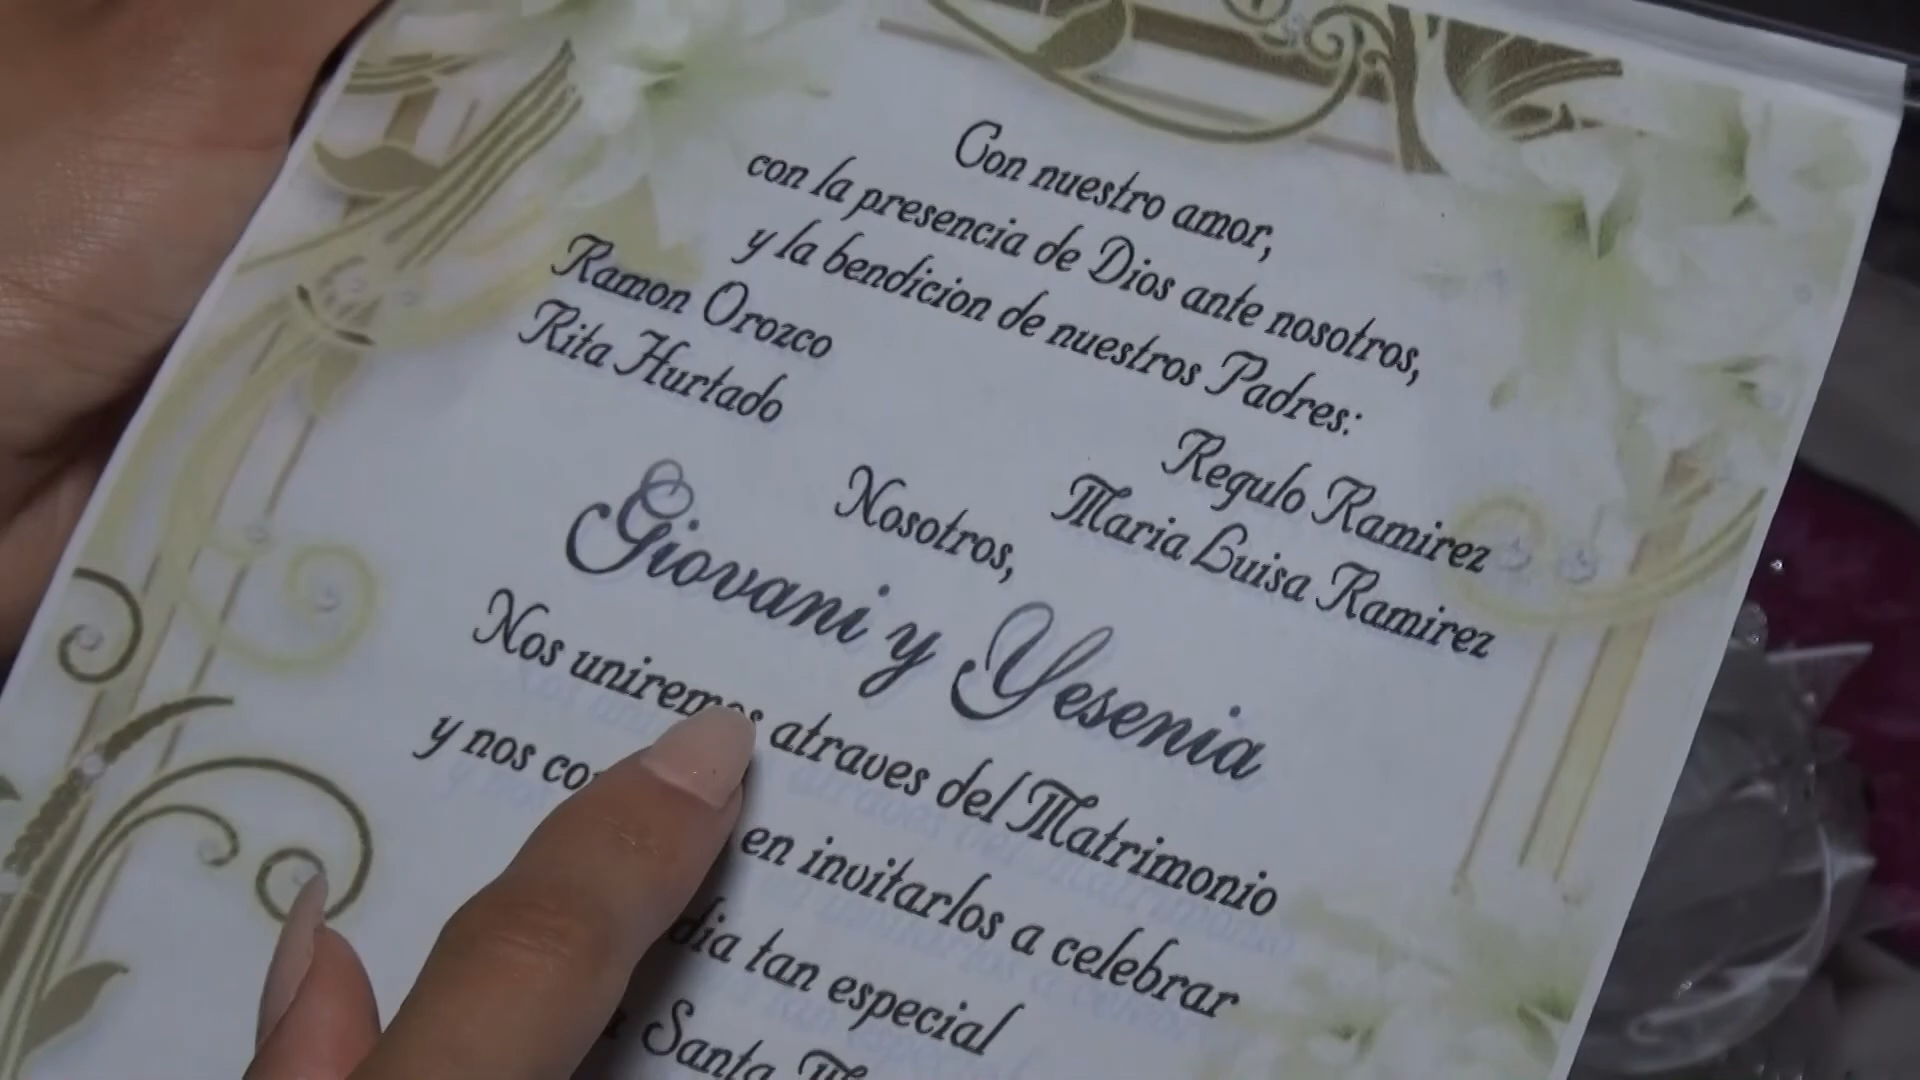 Con nuestro amor,
con la presencia de Dios ante nosotros,
y la bendicion de nuestros Padres:
Ramon Orozco
Rita Hurtado
Regulo Ramirez
Maria Luisa Ramirez
Nosotros,
Giovani y Yesenia
Nos uniremos atraves del Matrimonio
y nos en invitarlos a celebrar
dia tan especial
Santa